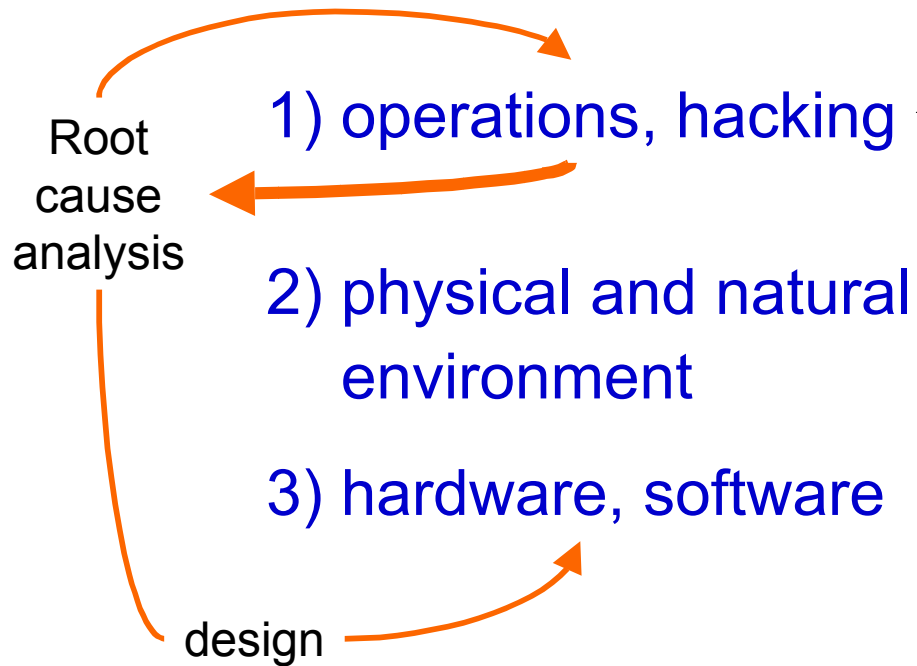 1) operations, hacking
Root
cause
analysis
2) physical and natural
environment
3) hardware, software
design